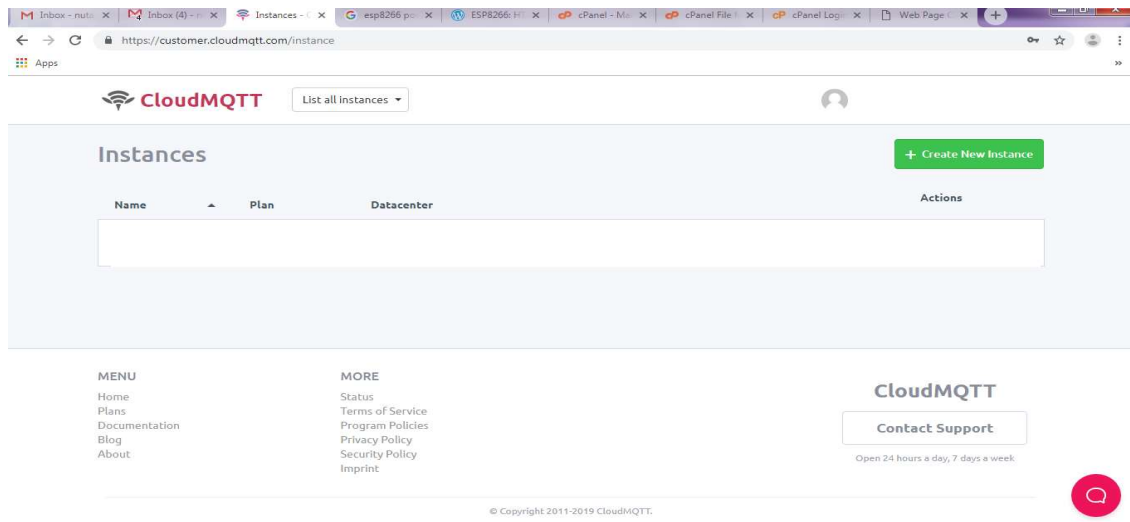 Inbox - nuta
Inbox (4) - n
Instances - C
esp8266 po
ESP8266: HT
cPanel - Ma
cPanel File M
cPanel Login
Web Page C
https://customer.cloudmqtt.com/instance
Apps
CloudMQTT
List all instances
Instances
+ Create New Instance
Name
Plan
Datacenter
Actions
MENU
Home
Plans
Documentation
Blog
About
MORE
Status
Terms of Service
Program Policies
Privacy Policy
Security Policy
Imprint
CloudMQTT
Contact Support
Open 24 hours a day, 7 days a week
© Copyright 2011-2019 CloudMQTT.